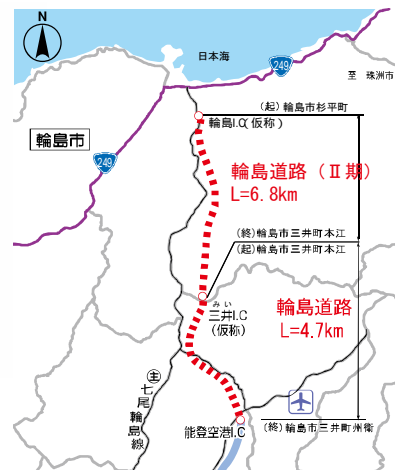 N
日本海
249
至 珠洲市
(起)輪島市杉平町
輪島I.C(仮称)
輪島市
249
輪島道路(Ⅱ期)
L=6.8km
(終)輪島市三井町本江
(起)輪島市三井町本江
みい
三井I.C
(仮称)
輪島道路
L=4.7km
主
七尾輪島線
能登空港I.C
(終)輪島市三井町州衛